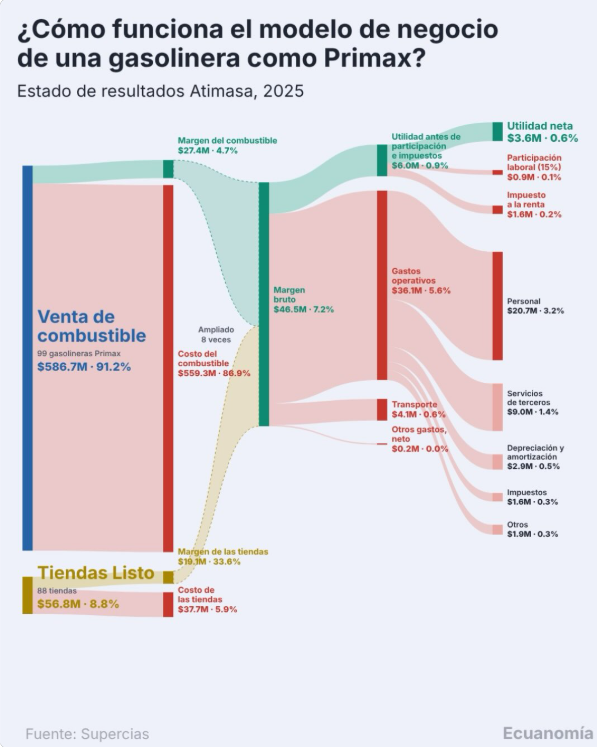 ¿Cómo funciona el modelo de negocio
de una gasolinera como Primax?
Estado de resultados Atimasa, 2025
Margen del combustible
$27.4M · 4.7%
Venta de
combustible
99 gasolineras Primax
$586.7M · 91.2%
Ampliado
8 veces
Costo del
combustible
$559.3M · 86.9%
Margen de las tiendas
$19.1M · 33.6%
Tiendas Listo
88 tiendas
$56.8M · 8.8%
Costo de
las tiendas
$37.7M · 5.9%
Margen
bruto
$46.5M · 7.2%
Utilidad antes de
participación
e impuestos
$6.0M · 0.9%
Gastos
operativos
$36.1M · 5.6%
Transporte
$4.1M · 0.6%
Otros gastos,
neto
$0.2M · 0.0%
Utilidad neta
$3.6M · 0.6%
Participación
laboral (15%)
$0.9M · 0.1%
Impuesto
a la renta
$1.6M · 0.2%
Personal
$20.7M · 3.2%
Servicios
de terceros
$9.0M · 1.4%
Depreciación y
amortización
$2.9M · 0.5%
Impuestos
$1.6M · 0.3%
Otros
$1.9M · 0.3%
Fuente: Supercias
Ecuanomía